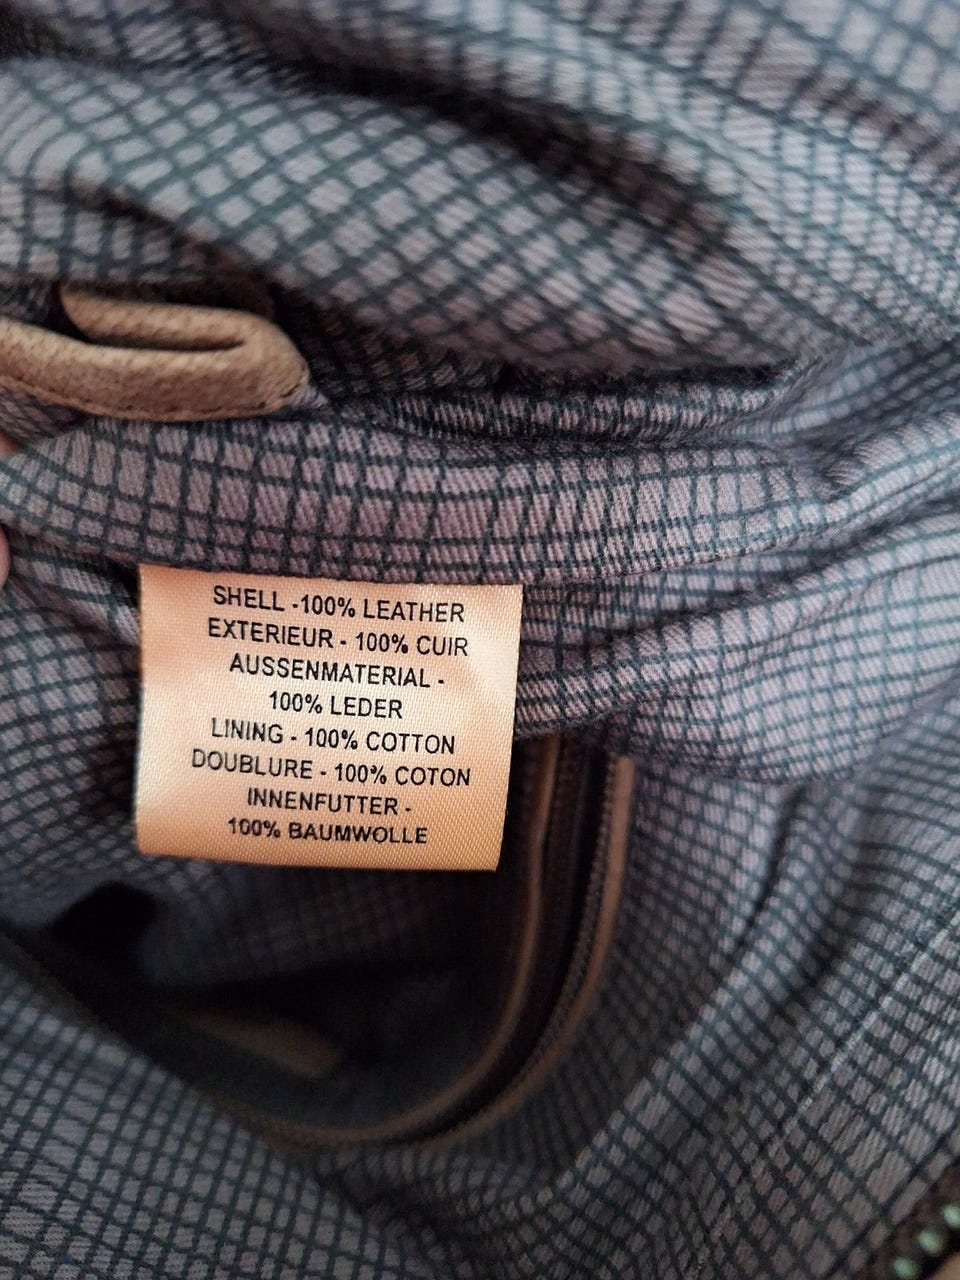 SHELL -100% LEATHER
EXTERIEUR - 100% CUIR
AUSSENMATERIAL -
100% LEDER
LINING - 100% COTTON
DOUBLURE - 100% COTON
INNENFUTTER -
100% BAUMWOLLE